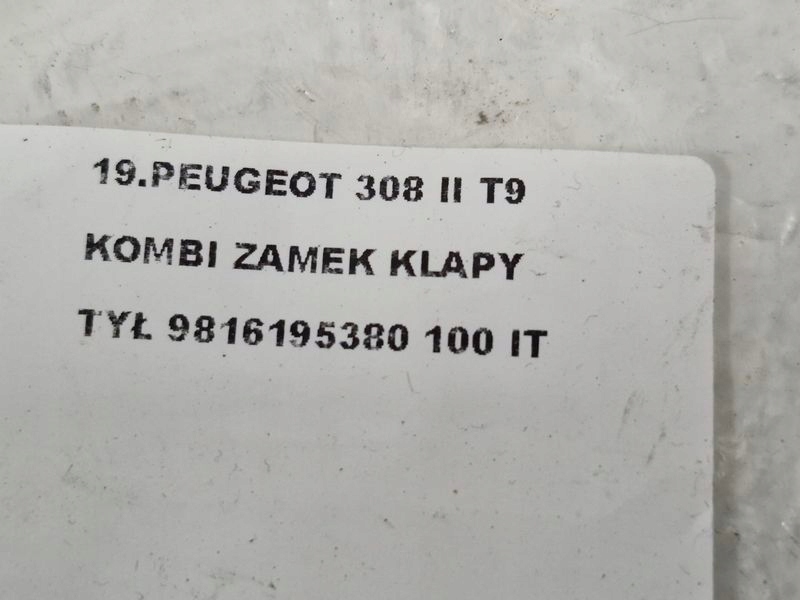 19.PEUGEOT 308 II T9
KOMBI ZAMEK KLAPY
TYŁ 9816195380 100 IT